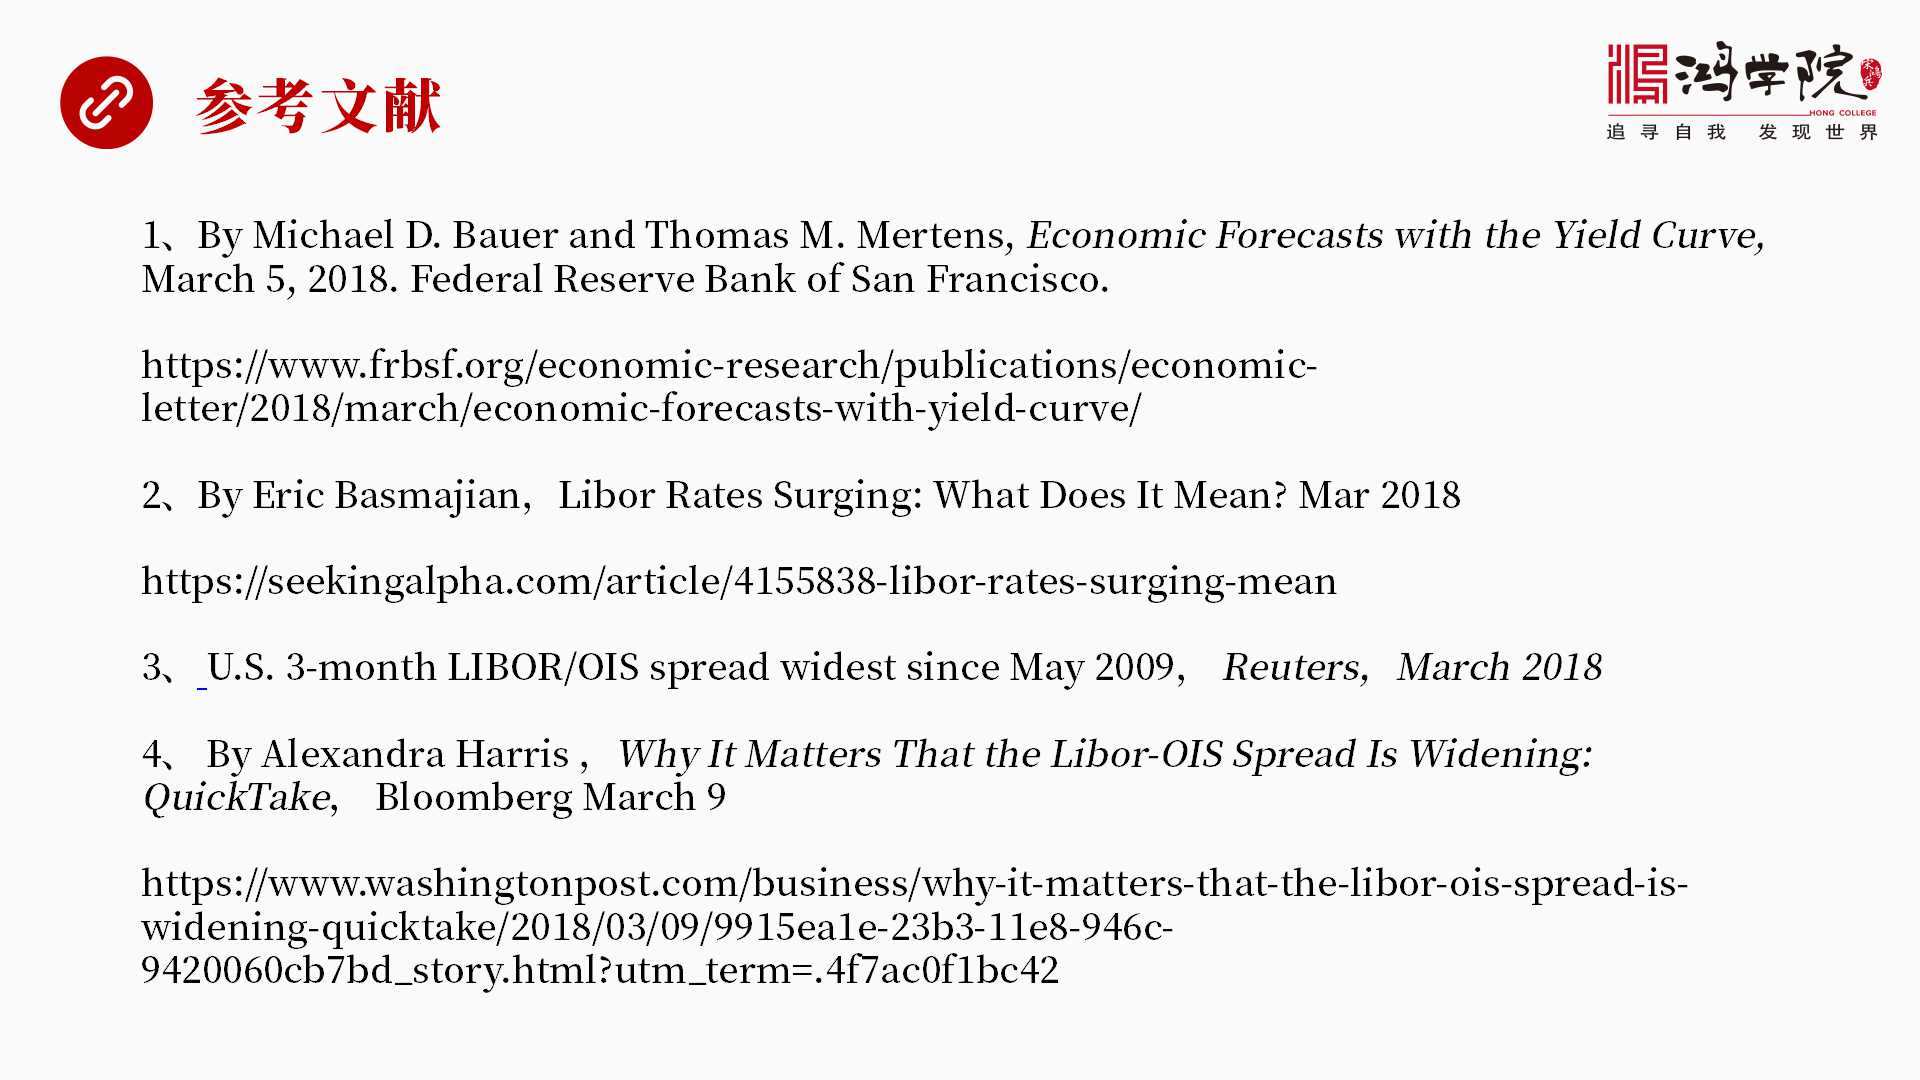 参考文献
鸿学院
宋鸿兵
HONG COLLEGE
追寻自我 发现世界
1、By Michael D. Bauer and Thomas M. Mertens, Economic Forecasts with the Yield Curve,
March 5, 2018. Federal Reserve Bank of San Francisco.
https://www.frbsf.org/economic-research/publications/economic-
letter/2018/march/economic-forecasts-with-yield-curve/
2、By Eric Basmajian，Libor Rates Surging: What Does It Mean? Mar 2018
https://seekingalpha.com/article/4155838-libor-rates-surging-mean
3、 U.S. 3-month LIBOR/OIS spread widest since May 2009， Reuters，March 2018
4、 By Alexandra Harris ，Why It Matters That the Libor-OIS Spread Is Widening:
QuickTake， Bloomberg March 9
https://www.washingtonpost.com/business/why-it-matters-that-the-libor-ois-spread-is-
widening-quicktake/2018/03/09/9915ea1e-23b3-11e8-946c-
9420060cb7bd_story.html?utm_term=.4f7ac0f1bc42